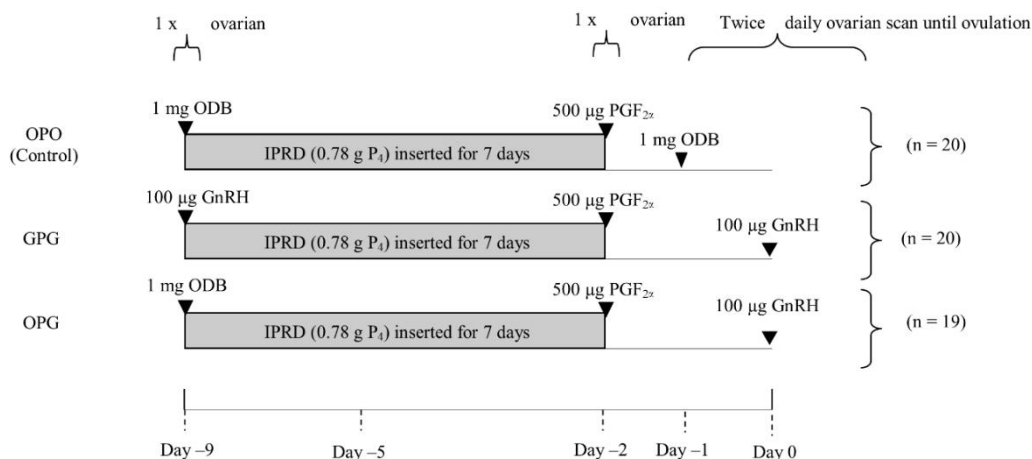 1 x ovarian
1 x ovarian
Twice daily ovarian scan until ovulation
1 mg ODB
500 µg PGF2α
OPO
(Control)
IPRD (0.78 g P4) inserted for 7 days
1 mg ODB
(n = 20)
100 µg GnRH
500 µg PGF2α
GPG
IPRD (0.78 g P4) inserted for 7 days
100 µg GnRH
(n = 20)
1 mg ODB
500 µg PGF2α
OPG
IPRD (0.78 g P4) inserted for 7 days
100 µg GnRH
(n = 19)
Day –9
Day –5
Day –2
Day –1
Day 0